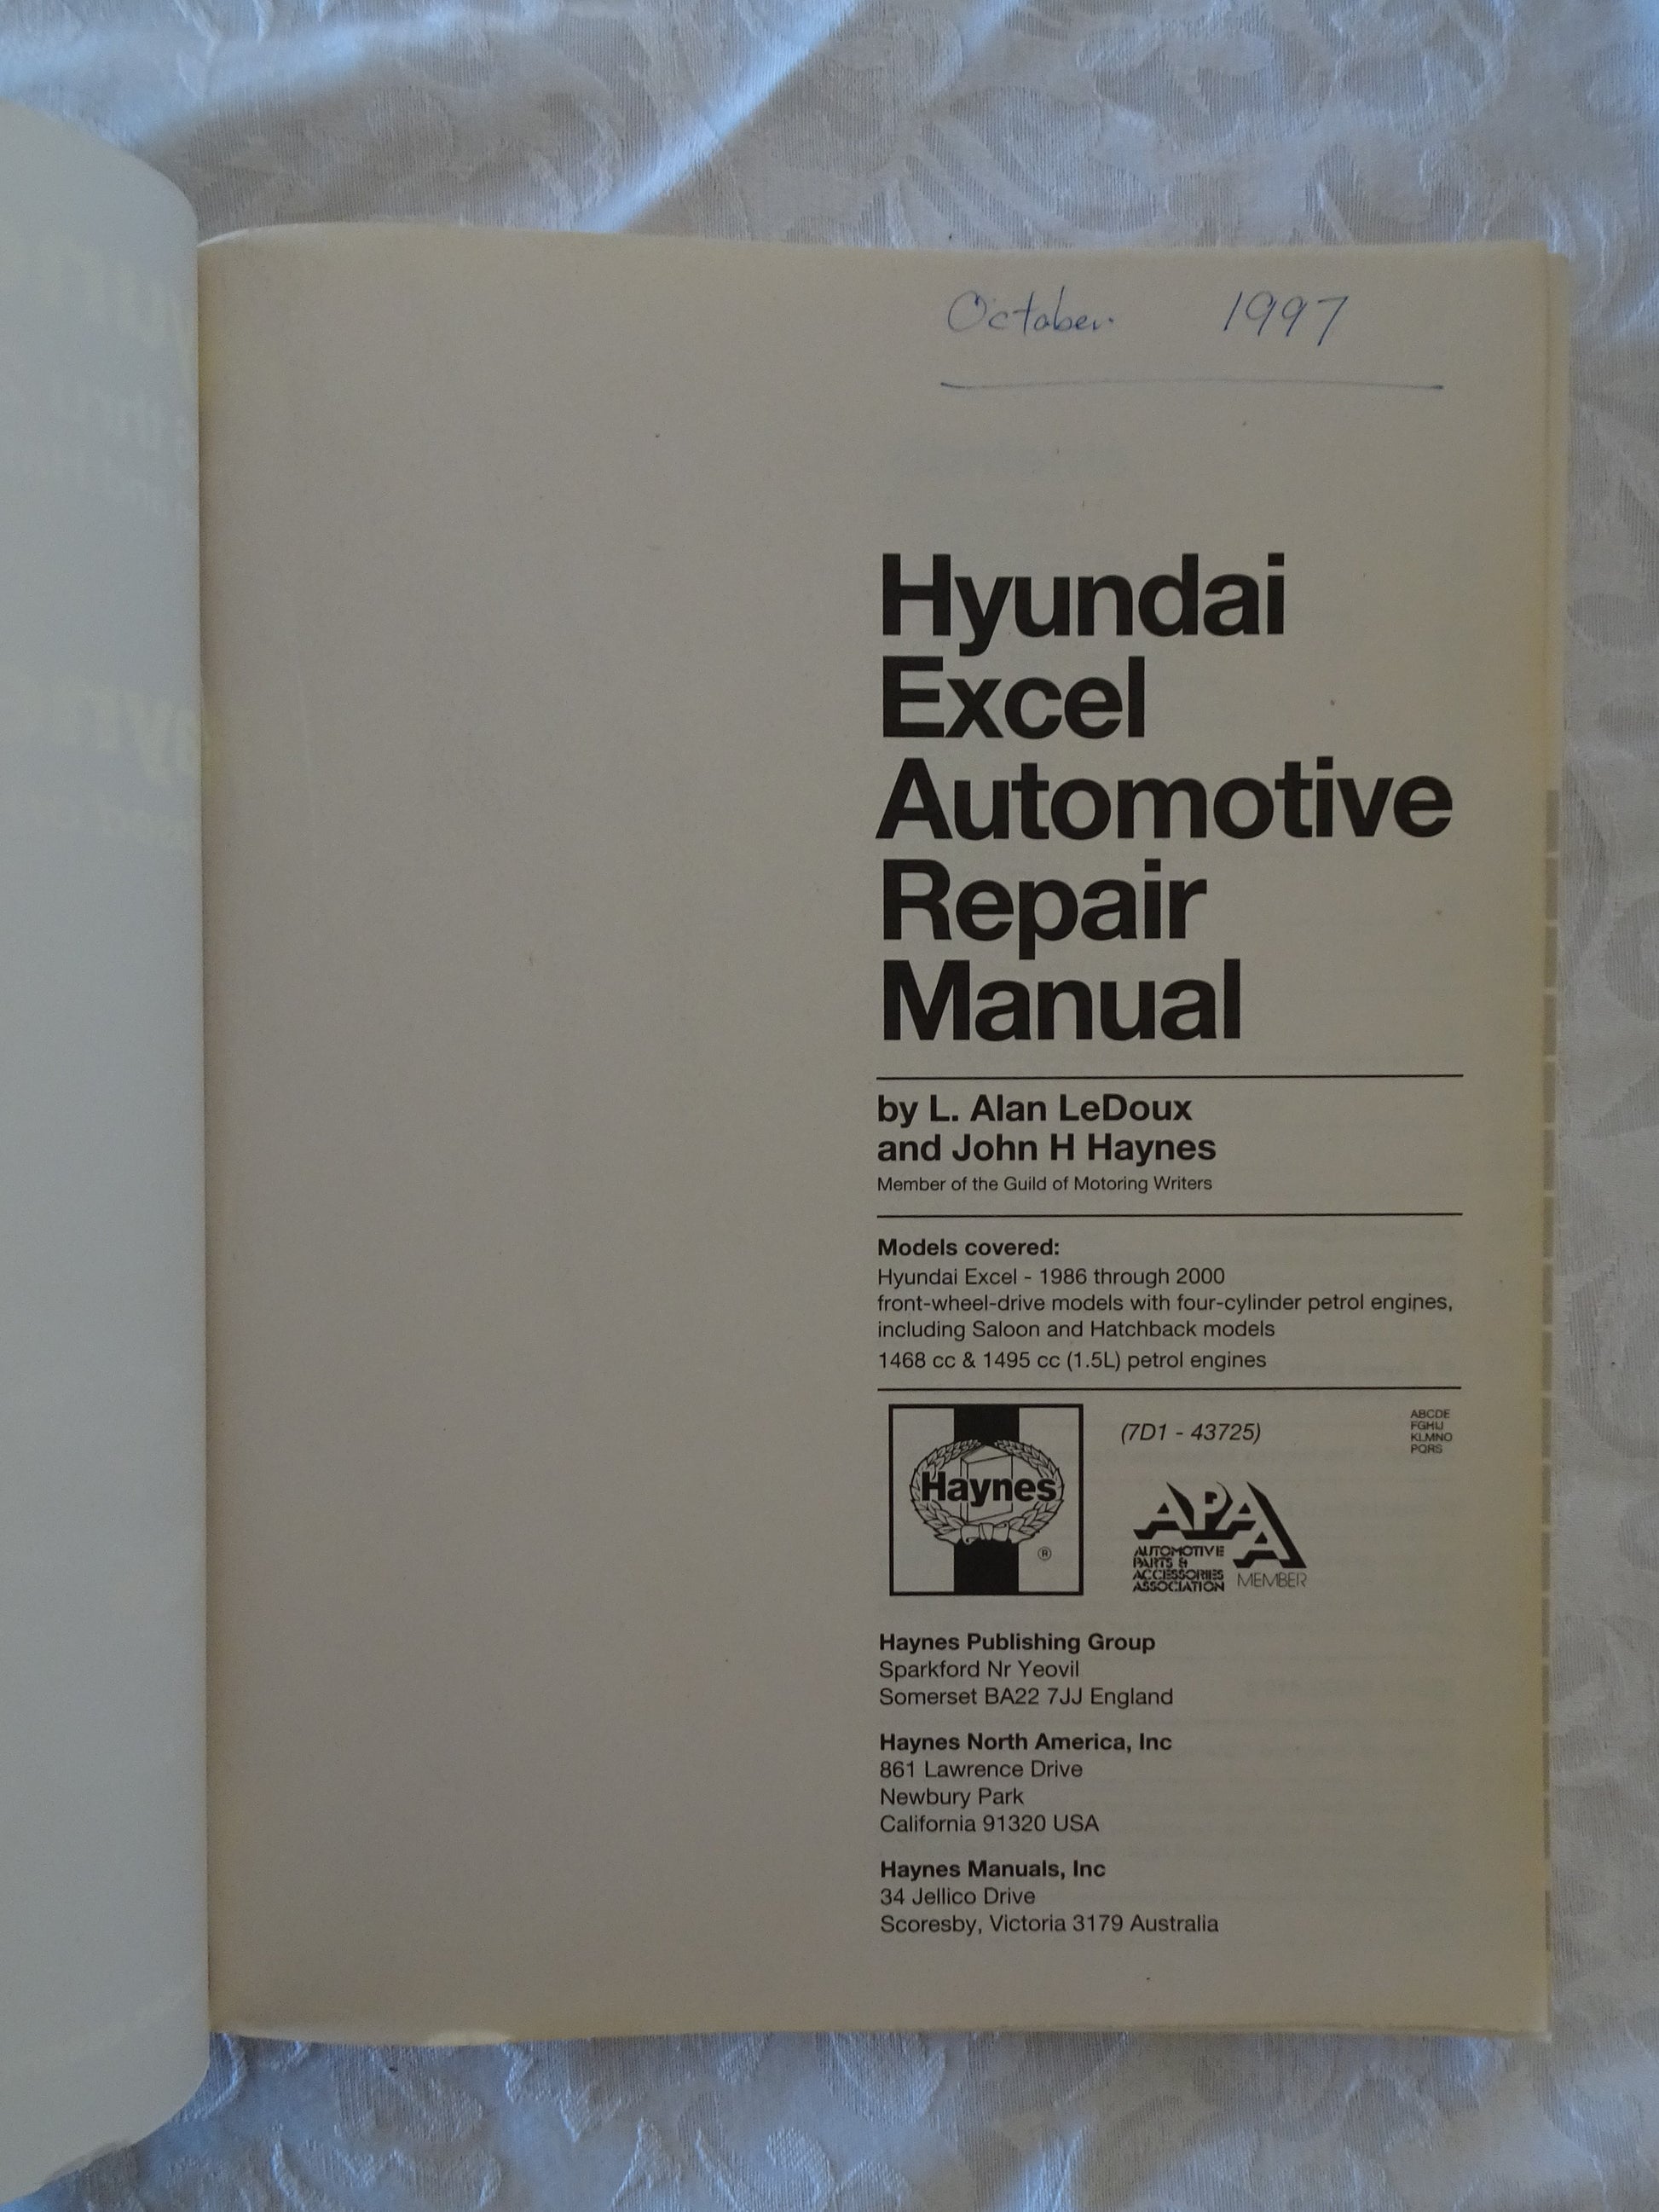 October 1997
Hyundai
Excel
Automotive
Repair
Manual
by L. Alan LeDoux
and John H Haynes
Member of the Guild of Motoring Writers
Models covered:
Hyundai Excel - 1986 through 2000
front-wheel-drive models with four-cylinder petrol engines,
including Saloon and Hatchback models
1468 cc & 1495 cc (1.5L) petrol engines
Haynes
®
(7D1 - 43725)
ABCDE
FGHIJ
KLMNO
PQRS
APAA
AUTOMOTIVE
PARTS &
ACCESSORIES
ASSOCIATION
MEMBER
Haynes Publishing Group
Sparkford Nr Yeovil
Somerset BA22 7JJ England
Haynes North America, Inc
861 Lawrence Drive
Newbury Park
California 91320 USA
Haynes Manuals, Inc
34 Jellico Drive
Scoresby, Victoria 3179 Australia